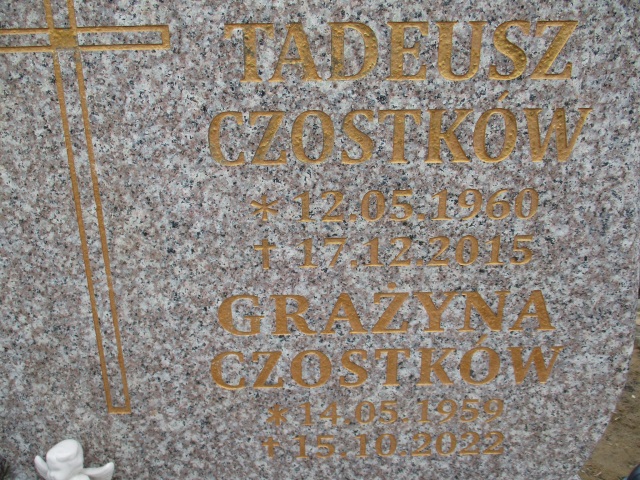 TADEUSZ
CZOSTKÓW
* 12.05.1960
† 17.12.2015
GRAŻYNA
CZOSTKÓW
* 14.05.1959
† 15.10.2022